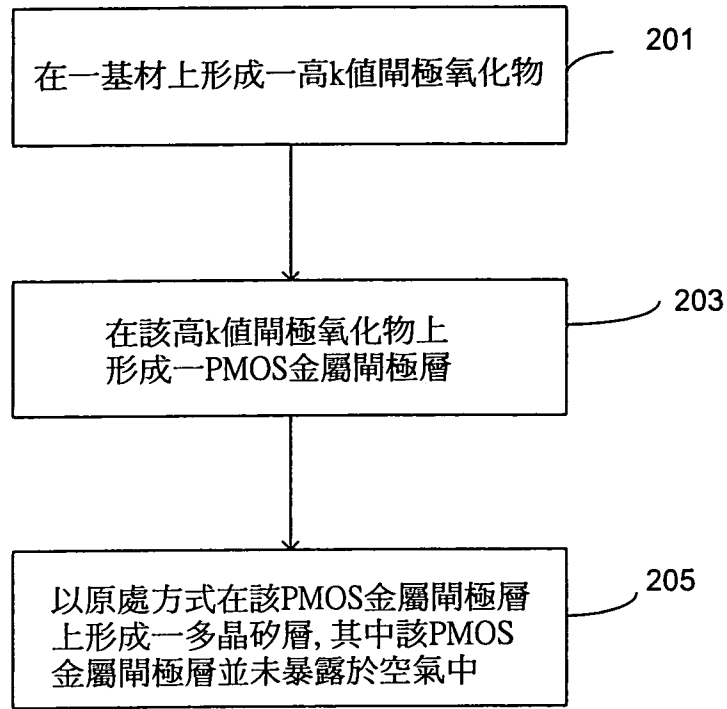 在一基材上形成一高k值閘極氧化物
201
在該高k值閘極氧化物上
形成一PMOS金屬閘極層
203
以原處方式在該PMOS金屬閘極層
上形成一多晶矽層, 其中該PMOS
金屬閘極層並未暴露於空氣中
205